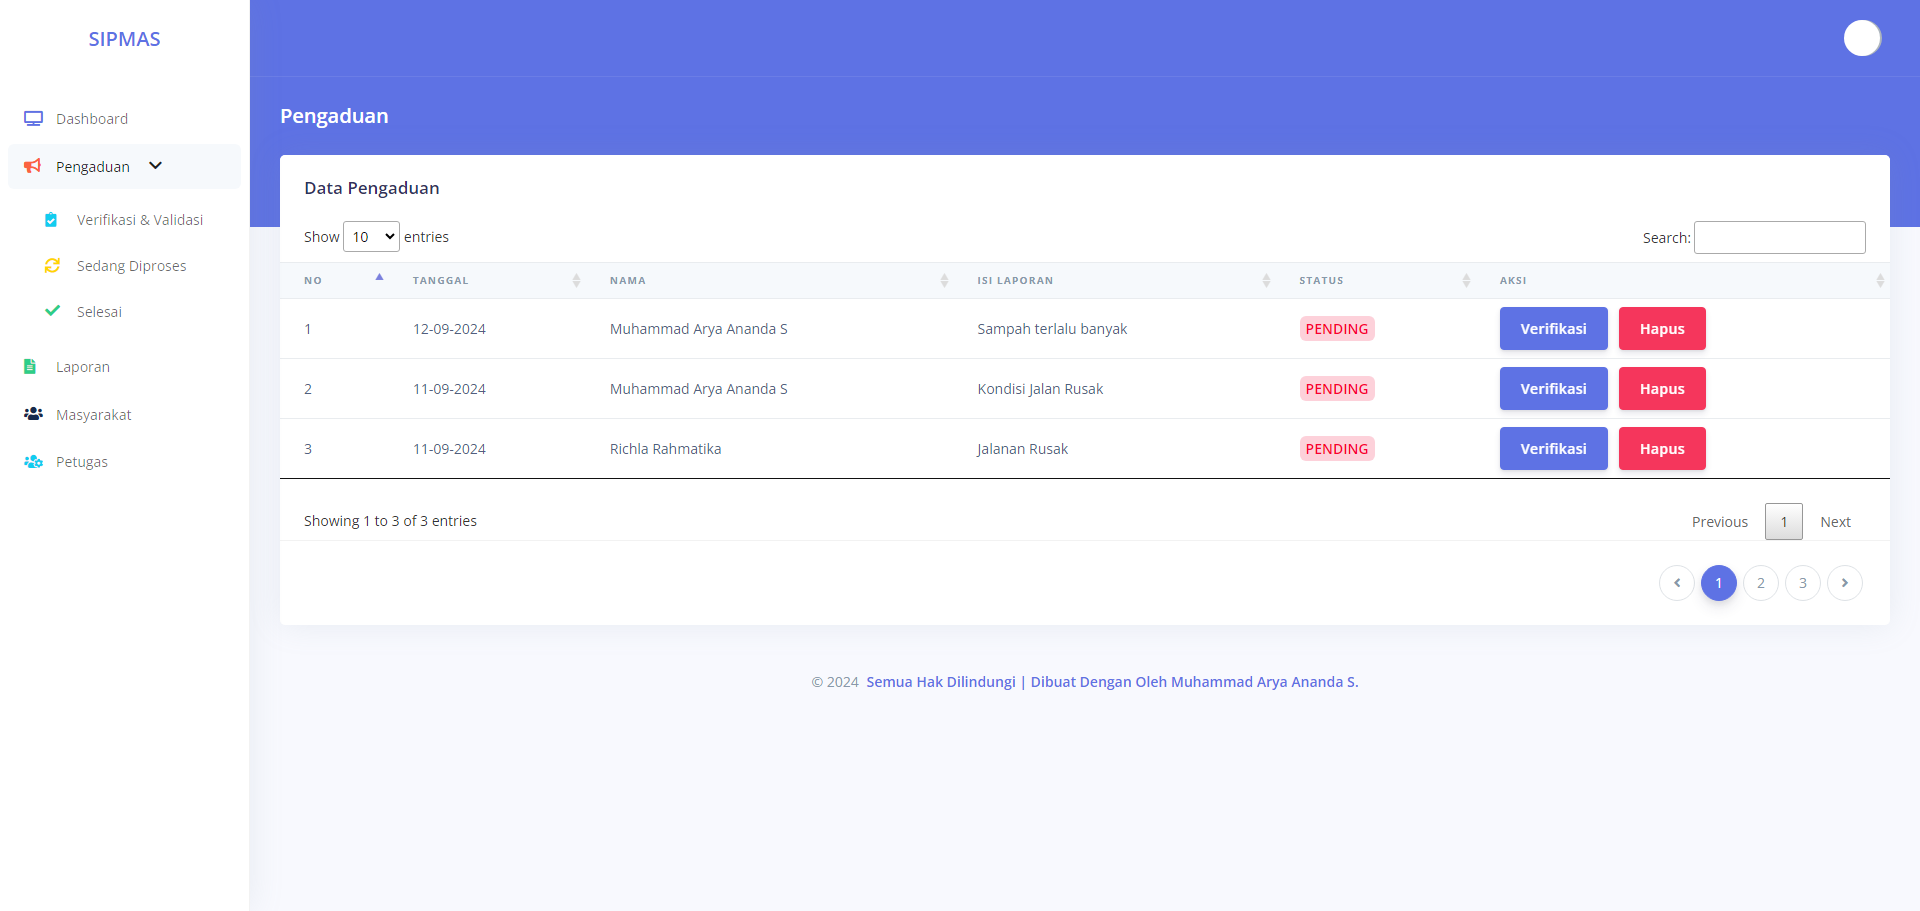 SIPMAS
Dashboard
Pengaduan
Verifikasi & Validasi
Sedang Diproses
Selesai
Laporan
Masyarakat
Petugas
Pengaduan
Data Pengaduan
Show 10 entries
Search:
NO TANGGAL NAMA ISI LAPORAN STATUS AKSI
1 12-09-2024 Muhammad Arya Ananda S Sampah terlalu banyak PENDING Verifikasi Hapus
2 11-09-2024 Muhammad Arya Ananda S Kondisi Jalan Rusak PENDING Verifikasi Hapus
3 11-09-2024 Richla Rahmatika Jalanan Rusak PENDING Verifikasi Hapus
Showing 1 to 3 of 3 entries
Previous 1 Next
1 2 3
© 2024 Semua Hak Dilindungi | Dibuat Dengan Oleh Muhammad Arya Ananda S.